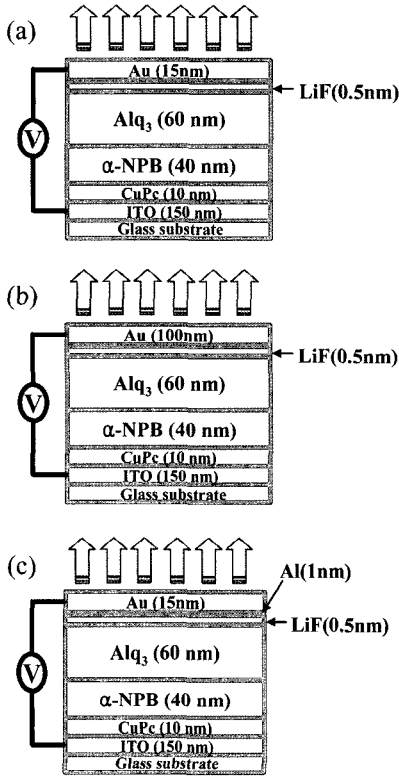 (a)
Au (15nm)
LiF(0.5nm)
Alq3 (60 nm)
V
α-NPB (40 nm)
CuPc (10 nm)
ITO (150 nm)
Glass substrate
(b)
Au (100nm)
LiF(0.5nm)
Alq3 (60 nm)
V
α-NPB (40 nm)
CuPc (10 nm)
ITO (150 nm)
Glass substrate
(c)
Al(1nm)
Au (15nm)
LiF(0.5nm)
Alq3 (60 nm)
V
α-NPB (40 nm)
CuPc (10 nm)
ITO (150 nm)
Glass substrate